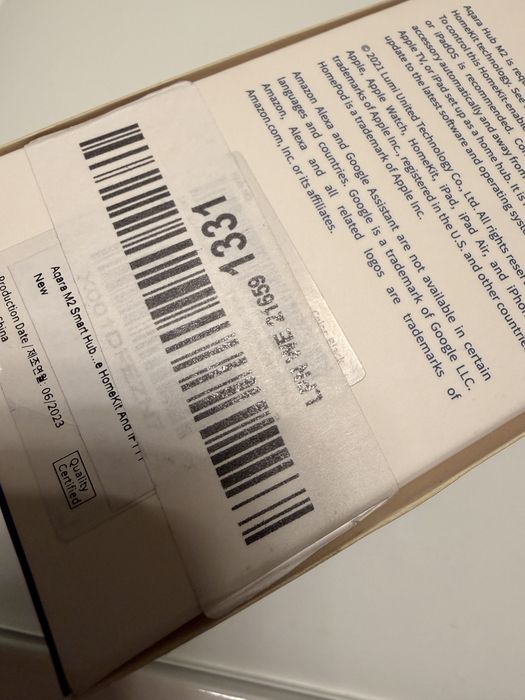 Aqara Hub M2 is
HomeKit technology.
To control this HomeKit-enab
or iPadOS is recommended.
accessory automatically and away from
Apple TV, or iPad set up as a home hub. It is
update to the latest software and operating
© 2021 Lumi United Technology Co., Ltd. All rights
Apple, Apple Watch, HomeKit, iPad, iPad Air, and
trademarks of Apple Inc., registered in the U.S. and other countries
HomePod is a trademark of Apple Inc.
Amazon Alexa and Google Assistant are not available in certain
languages and countries. Google is a trademark of Google LLC.
Amazon, Alexa and all related logos are trademarks of
Amazon.com, Inc. or its affiliates.
21659 1331
Aqara M2 Smart Hub...e HomeKit And IFTTT
New
Quality
Certified
Production Date / 제조연월: 06/2023
China